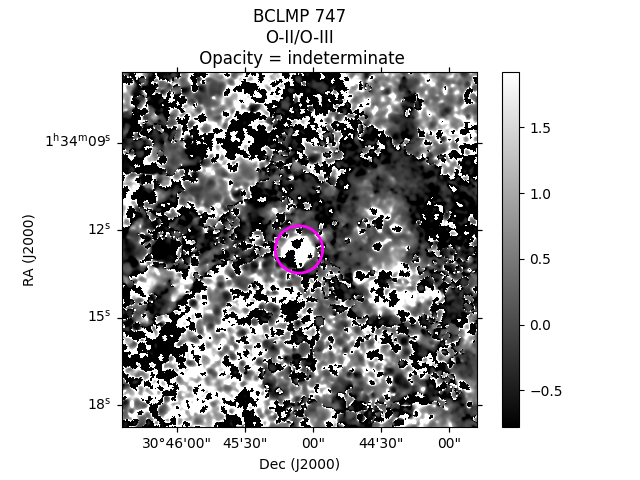 BCLMP 747
O-II/O-III
Opacity = indeterminate
1ʰ34ᵐ09ˢ
12ˢ
15ˢ
18ˢ
RA (J2000)
30°46'00" 45'30" 00" 44'30" 00"
Dec (J2000)
1.5
1.0
0.5
0.0
−0.5